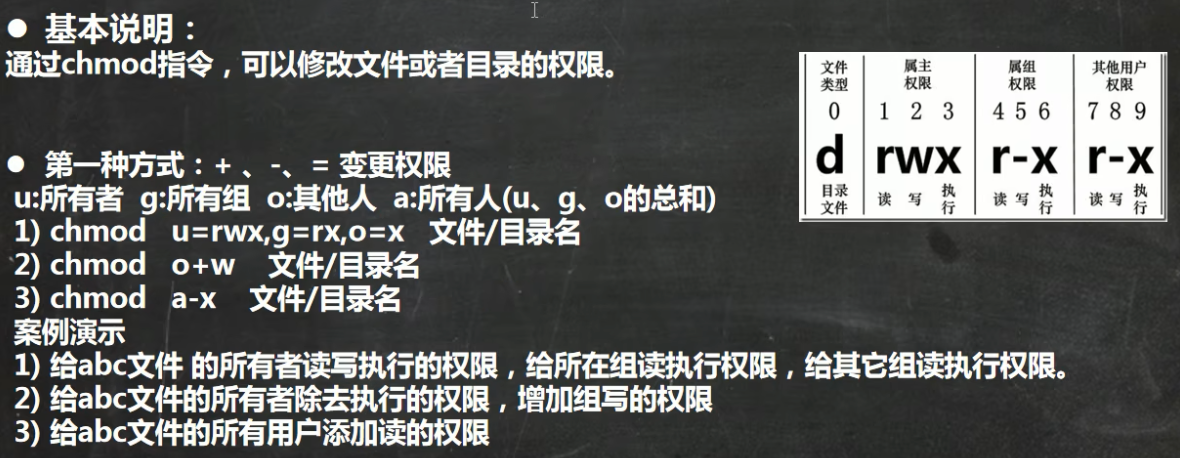 ● 基本说明：
通过chmod指令，可以修改文件或者目录的权限。
文件类型 属主权限 属组权限 其他用户权限
0 1 2 3 4 5 6 7 8 9
d rwx r-x r-x
目录文件 读 写 执行 读 写 执行 读 写 执行
● 第一种方式：+ 、-、= 变更权限
u:所有者 g:所有组 o:其他人 a:所有人(u、g、o的总和)
1) chmod u=rwx,g=rx,o=x 文件/目录名
2) chmod o+w 文件/目录名
3) chmod a-x 文件/目录名
案例演示
1) 给abc文件 的所有者读写执行的权限，给所在组读执行权限，给其它组读执行权限。
2) 给abc文件的所有者除去执行的权限，增加组写的权限
3) 给abc文件的所有用户添加读的权限